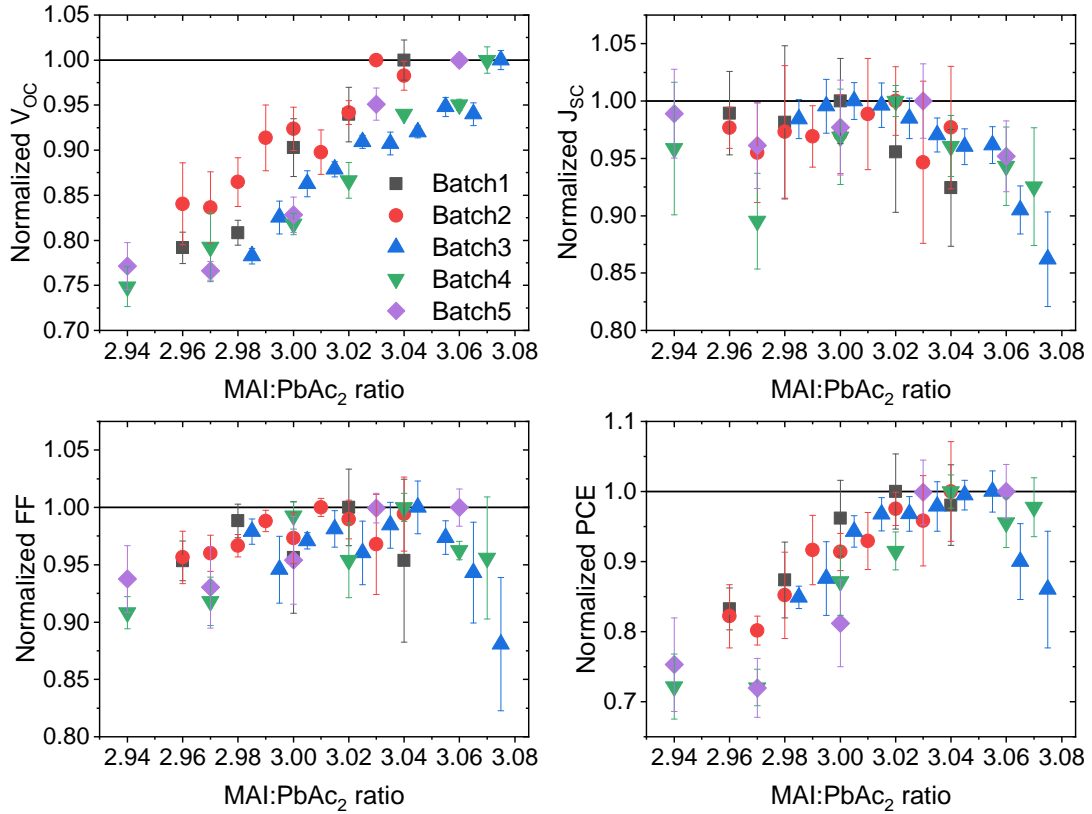 Normalized V_OC
1.00
0.95
0.90
0.85
0.80
0.75
0.70
Batch1
Batch2
Batch3
Batch4
Batch5
2.94 2.96 2.98 3.00 3.02 3.04 3.06 3.08
MAI:PbAc₂ ratio
Normalized J_SC
1.05
1.00
0.95
0.90
0.85
0.80
2.94 2.96 2.98 3.00 3.02 3.04 3.06 3.08
MAI:PbAc₂ ratio
Normalized FF
1.05
1.00
0.95
0.90
0.85
0.80
2.94 2.96 2.98 3.00 3.02 3.04 3.06 3.08
MAI:PbAc₂ ratio
Normalized PCE
1.1
1.0
0.9
0.8
0.7
2.94 2.96 2.98 3.00 3.02 3.04 3.06 3.08
MAI:PbAc₂ ratio